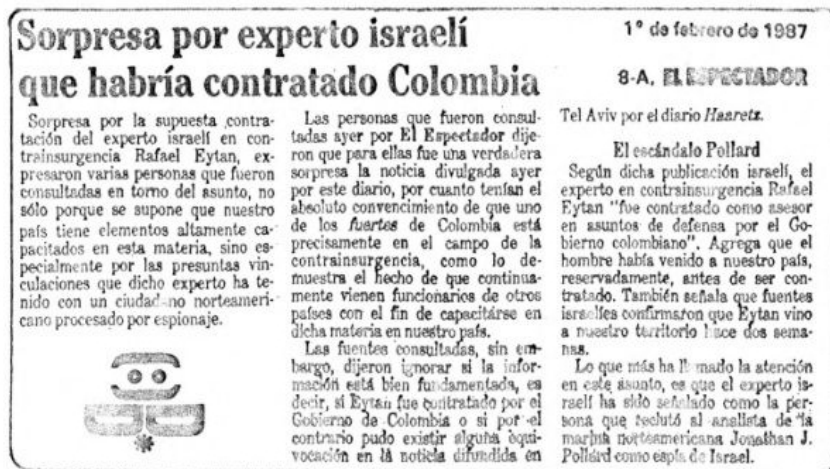 Sorpresa por experto israelí
que habría contratado Colombia
1º de febrero de 1987
8-A, EL ESPECTADOR
Sorpresa por la supuesta contra-
tación del experto israelí en con-
trainsurgencia Rafael Eytan, ex-
presaron varias personas que fueron
consultadas en torno del asunto, no
sólo porque se supone que nuestro
país tiene elementos altamente ca-
pacitados en esta materia, sino es-
pecialmente por las presuntas vin-
culaciones que dicho experto ha te-
nido con un ciudadano norteameri-
cano procesado por espionaje.
Las personas que fueron consul-
tadas ayer por El Espectador dije-
ron que para ellas fue una verdadera
sorpresa la noticia divulgada ayer
por este diario, por cuanto tenían el
absoluto convencimiento de que uno
de los fuertes de Colombia está
precisamente en el campo de la
contrainsurgencia, como lo de-
muestra el hecho de que continua-
mente vienen funcionarios de otros
países con el fin de capacitárse en
dicha materia en nuestro país.
Las fuentes consultadas, sin em-
bargo, dijeron ignorar si la infor-
mación está bien fundamentada, es
decir, si Eytan fue contratado por el
Gobierno de Colombia o si por el
contrario pudo existir alguna equi-
vocación en la noticia difundida en
Tel Aviv por el diario Haaretz.
El escándalo Pollard
Según dicha publicación israelí, el
experto en contrainsurgencia Rafael
Eytan "fue contratado como asesor
en asuntos de defensa por el Go-
bierno colombiano". Agrega que el
hombre había venido a nuestro país,
reservadamente, antes de ser con-
tratado. También señala que fuentes
israelíes confirmaron que Eytan vino
a nuestro territorio hace dos sema-
nas.
Lo que más ha llamado la atención
en este asunto, es que el experto is-
raelí ha sido señalado como la per-
sona que reclutó al analista de la
marina norteamericana Jonathan J.
Pollard como espía de Israel.